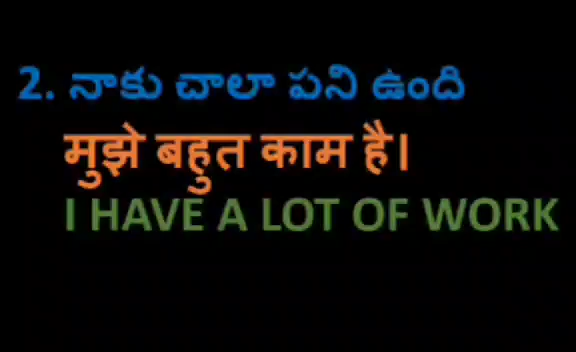 2. నాకు చాలా పని ఉంది
मुझे बहुत काम है।
I HAVE A LOT OF WORK